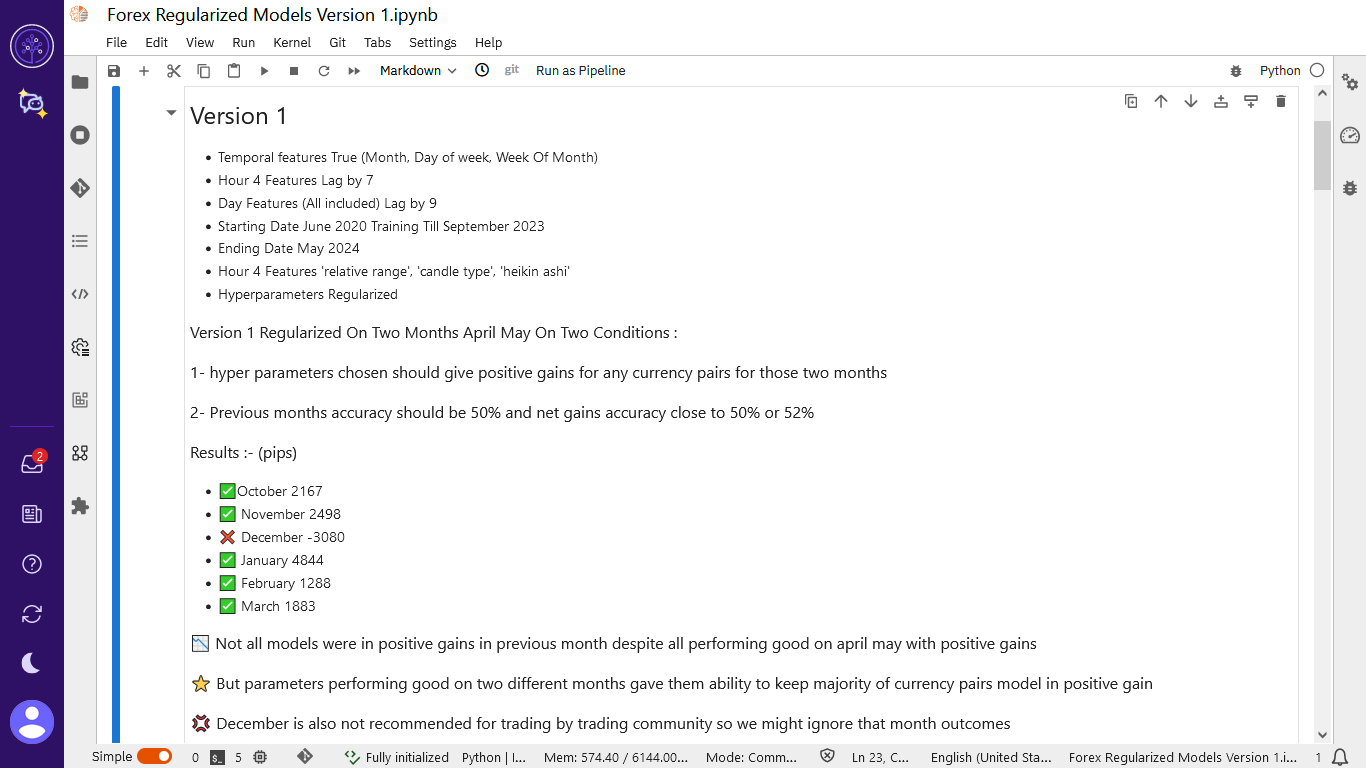 Forex Regularized Models Version 1.ipynb
File Edit View Run Kernel Git Tabs Settings Help
Markdown git Run as Pipeline Python
Version 1
Temporal features True (Month, Day of week, Week Of Month)
Hour 4 Features Lag by 7
Day Features (All included) Lag by 9
Starting Date June 2020 Training Till September 2023
Ending Date May 2024
Hour 4 Features 'relative range', 'candle type', 'heikin ashi'
Hyperparameters Regularized
Version 1 Regularized On Two Months April May On Two Conditions :
1- hyper parameters chosen should give positive gains for any currency pairs for those two months
2- Previous months accuracy should be 50% and net gains accuracy close to 50% or 52%
Results :- (pips)
✅October 2167
✅ November 2498
❌ December -3080
✅ January 4844
✅ February 1288
✅ March 1883
📉 Not all models were in positive gains in previous month despite all performing good on april may with positive gains
⭐ But parameters performing good on two different months gave them ability to keep majority of currency pairs model in positive gain
💢 December is also not recommended for trading by trading community so we might ignore that month outcomes
2
Simple 0 $_ 5 Fully initialized Python | I... Mem: 574.40 / 6144.00... Mode: Comm... Ln 23, C... English (United Sta... Forex Regularized Models Version 1.i... 1